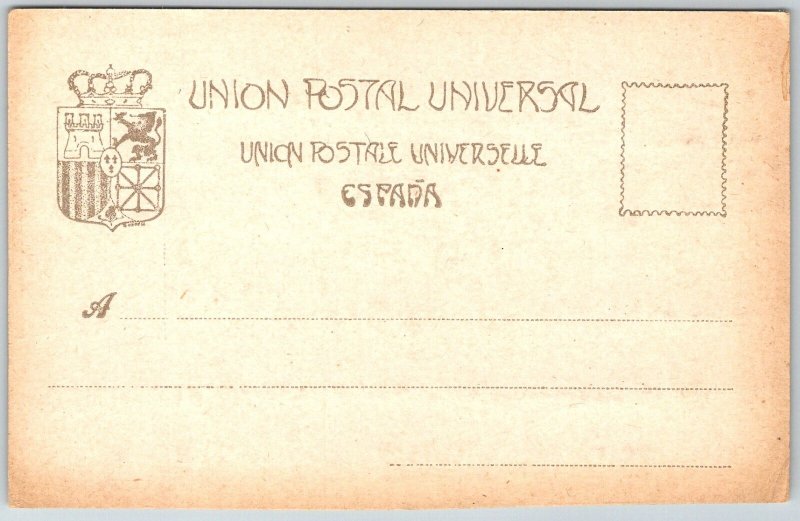 UNION POSTAL UNIVERSAL
UNION POSTALE UNIVERSELLE
ESPAÑA
A